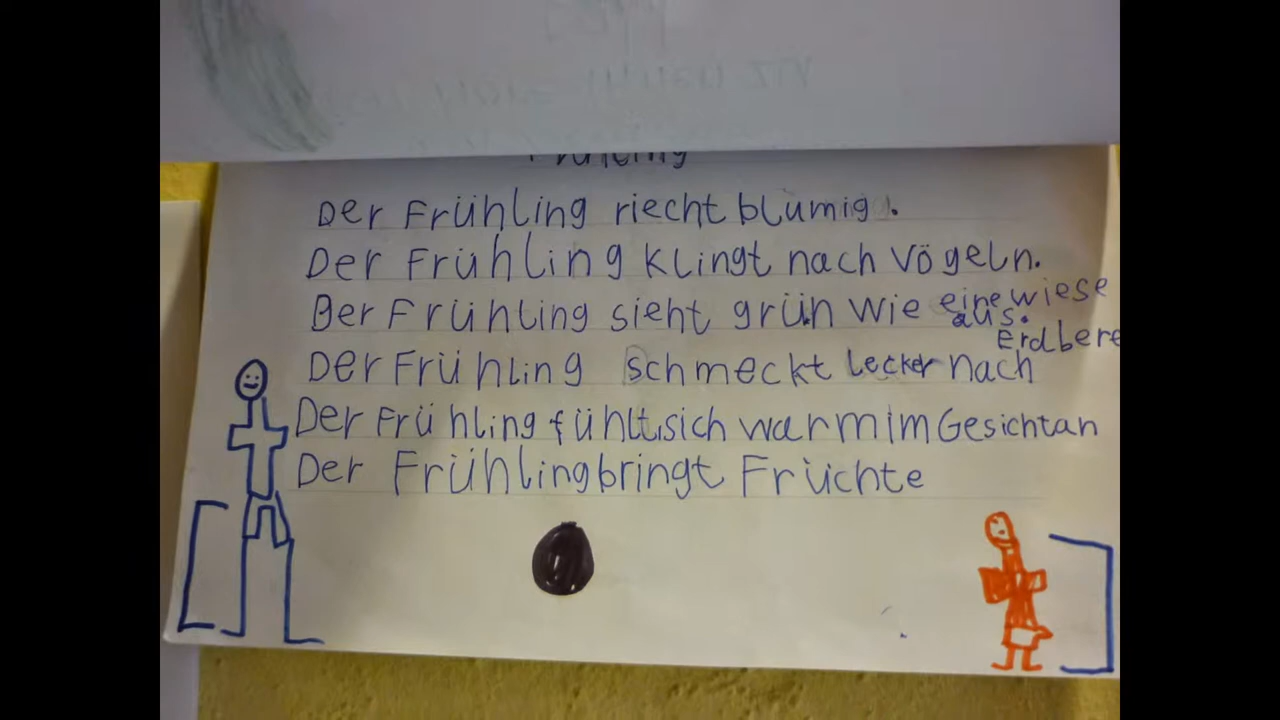 Frühling
Der Frühling riecht blumig.
Der Frühling klingt nach Vögeln.
Der Frühling sieht grün wie eine wiese
aus.
Erdbere
Der Frühling schmeckt lecker nach
Der Frühling fühlt sich warm im Gesicht an
Der Frühling bringt Früchte